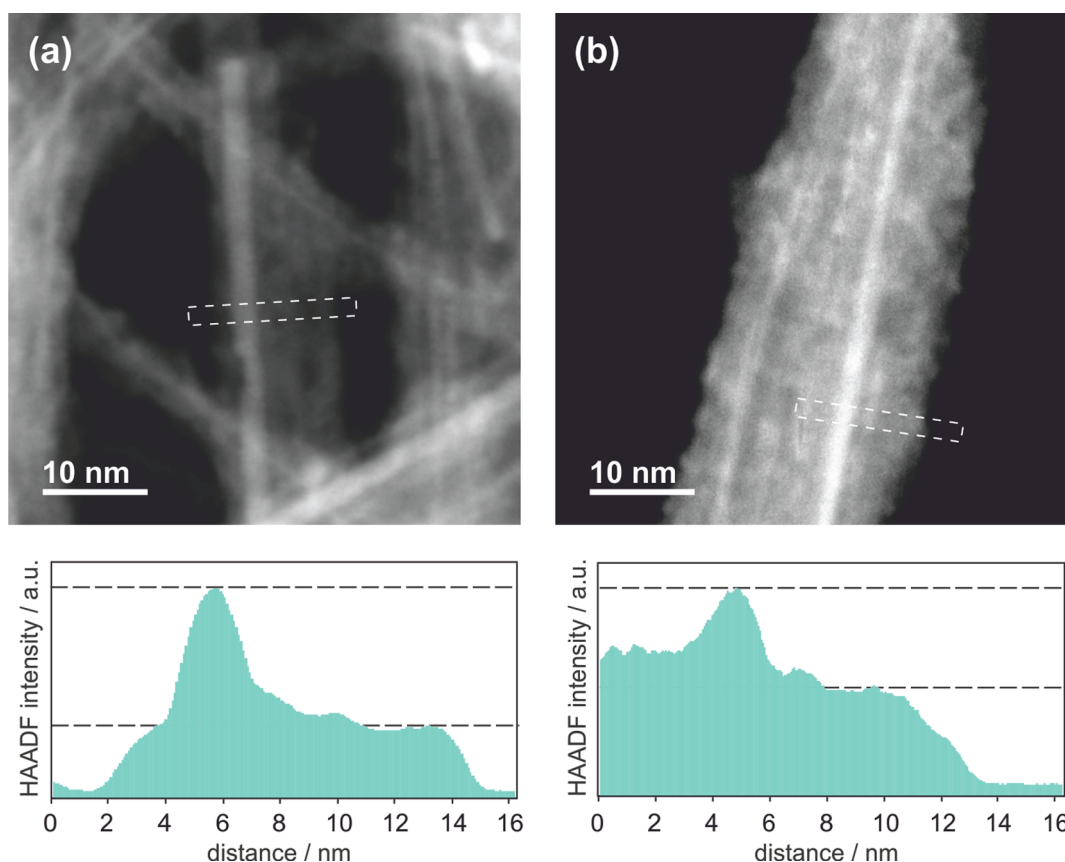 (a)
(b)
10 nm
10 nm
HAADF intensity / a.u.
0 2 4 6 8 10 12 14 16
distance / nm
HAADF intensity / a.u.
0 2 4 6 8 10 12 14 16
distance / nm